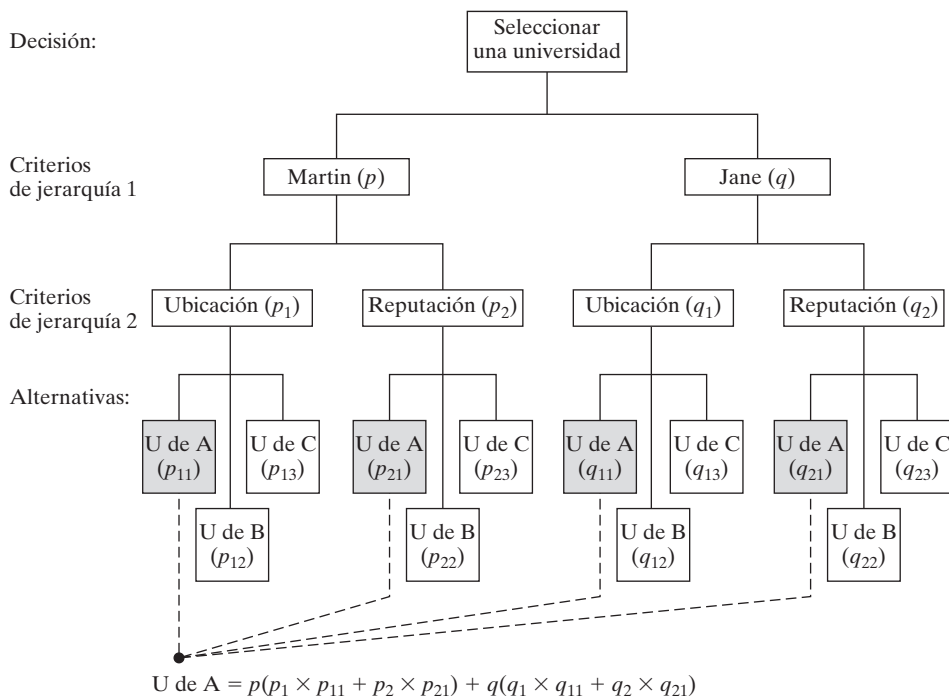 Decisión:
Seleccionar
una universidad
Criterios
de jerarquía 1
Martin (p)
Jane (q)
Criterios
de jerarquía 2
Ubicación (p₁)
Reputación (p₂)
Ubicación (q₁)
Reputación (q₂)
Alternativas:
U de A
(p₁₁)
U de C
(p₁₃)
U de A
(p₂₁)
U de C
(p₂₃)
U de A
(q₁₁)
U de C
(q₁₃)
U de A
(q₂₁)
U de C
(q₂₃)
U de B
(p₁₂)
U de B
(p₂₂)
U de B
(q₁₂)
U de B
(q₂₂)
U de A = p(p₁ × p₁₁ + p₂ × p₂₁) + q(q₁ × q₁₁ + q₂ × q₂₁)